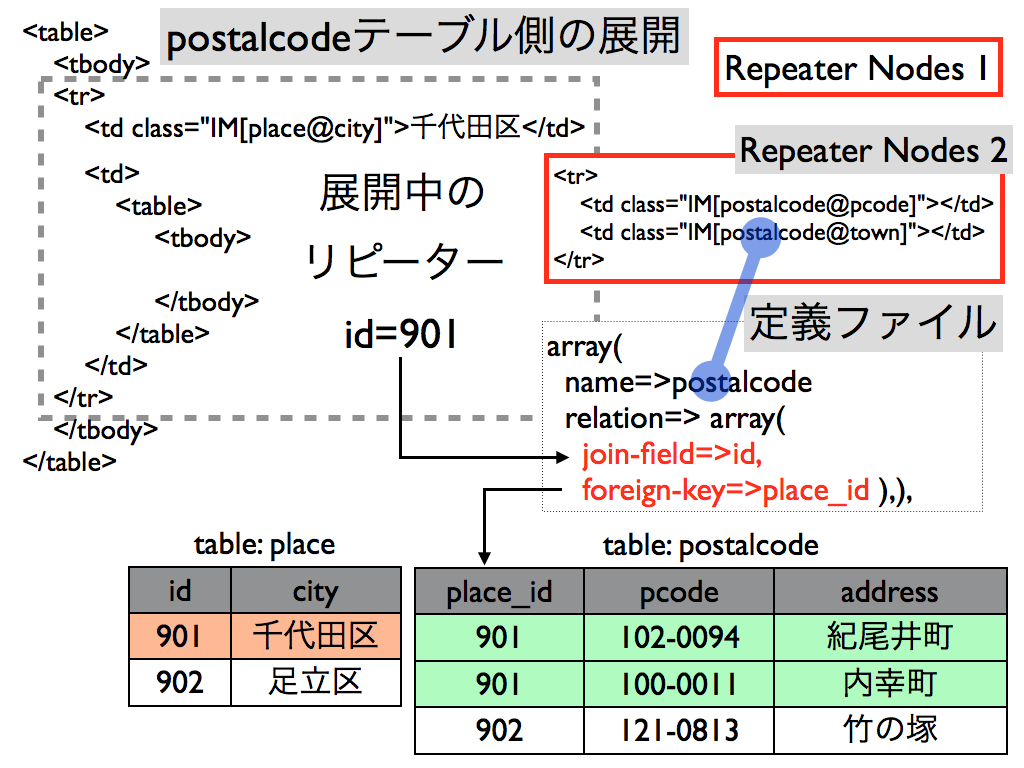 postalcodeテーブル側の展開
<table>
<tbody>
<tr>
<td class="IM[place@city]">千代田区</td>
<td>
<table>
<tbody>
</tbody>
</table>
</td>
</tr>
</tbody>
</table>
展開中の
リピーター
id=901
Repeater Nodes 1
Repeater Nodes 2
<tr>
<td class="IM[postalcode@pcode]"></td>
<td class="IM[postalcode@town]"></td>
</tr>
定義ファイル
array(
name=>postalcode
relation=> array(
join-field=>id,
foreign-key=>place_id ),),
table: place
id city
901 千代田区
902 足立区
table: postalcode
place_id pcode address
901 102-0094 紀尾井町
901 100-0011 内幸町
902 121-0813 竹の塚